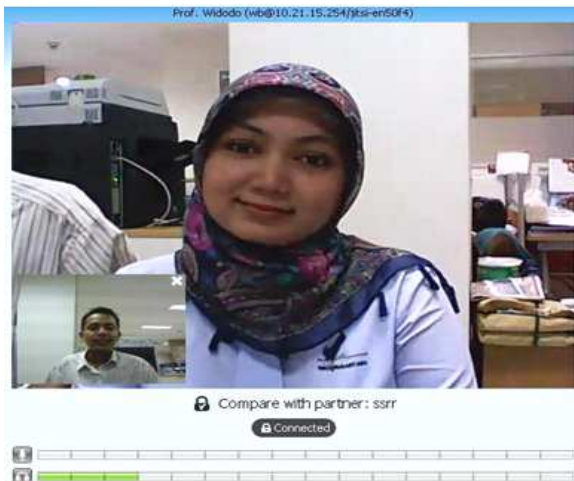 Prof. Widodo (wb@10.21.15.254/jitsi-en50f4)
Compare with partner: ssrr
Connected